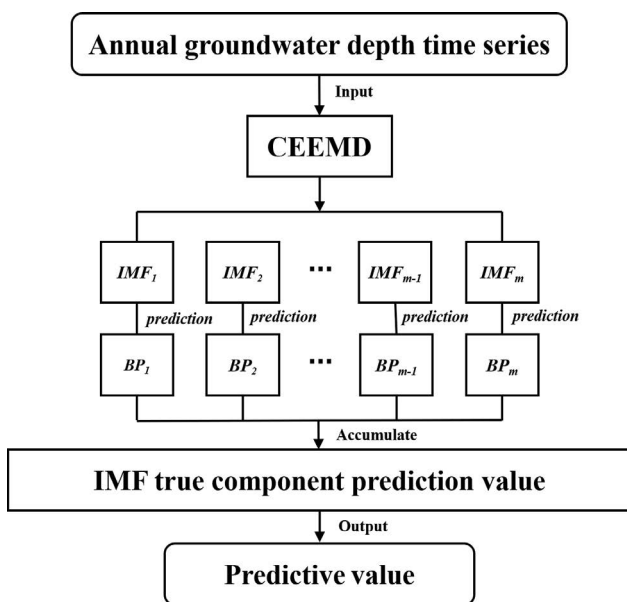 Annual groundwater depth time series
Input
CEEMD
IMF1 IMF2 ... IMFm-1 IMFm
prediction prediction prediction prediction
BP1 BP2 ... BPm-1 BPm
Accumulate
IMF true component prediction value
Output
Predictive value